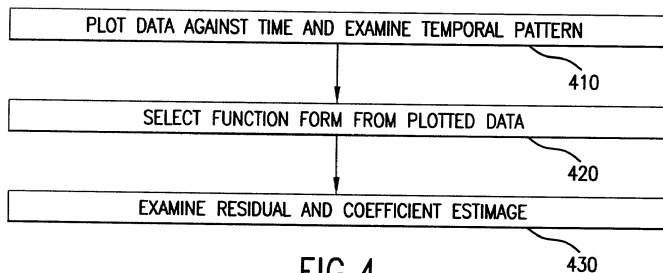 PLOT DATA AGAINST TIME AND EXAMINE TEMPORAL PATTERN
410
SELECT FUNCTION FORM FROM PLOTTED DATA
420
EXAMINE RESIDUAL AND COEFFICIENT ESTIMAGE
430
FIG.4